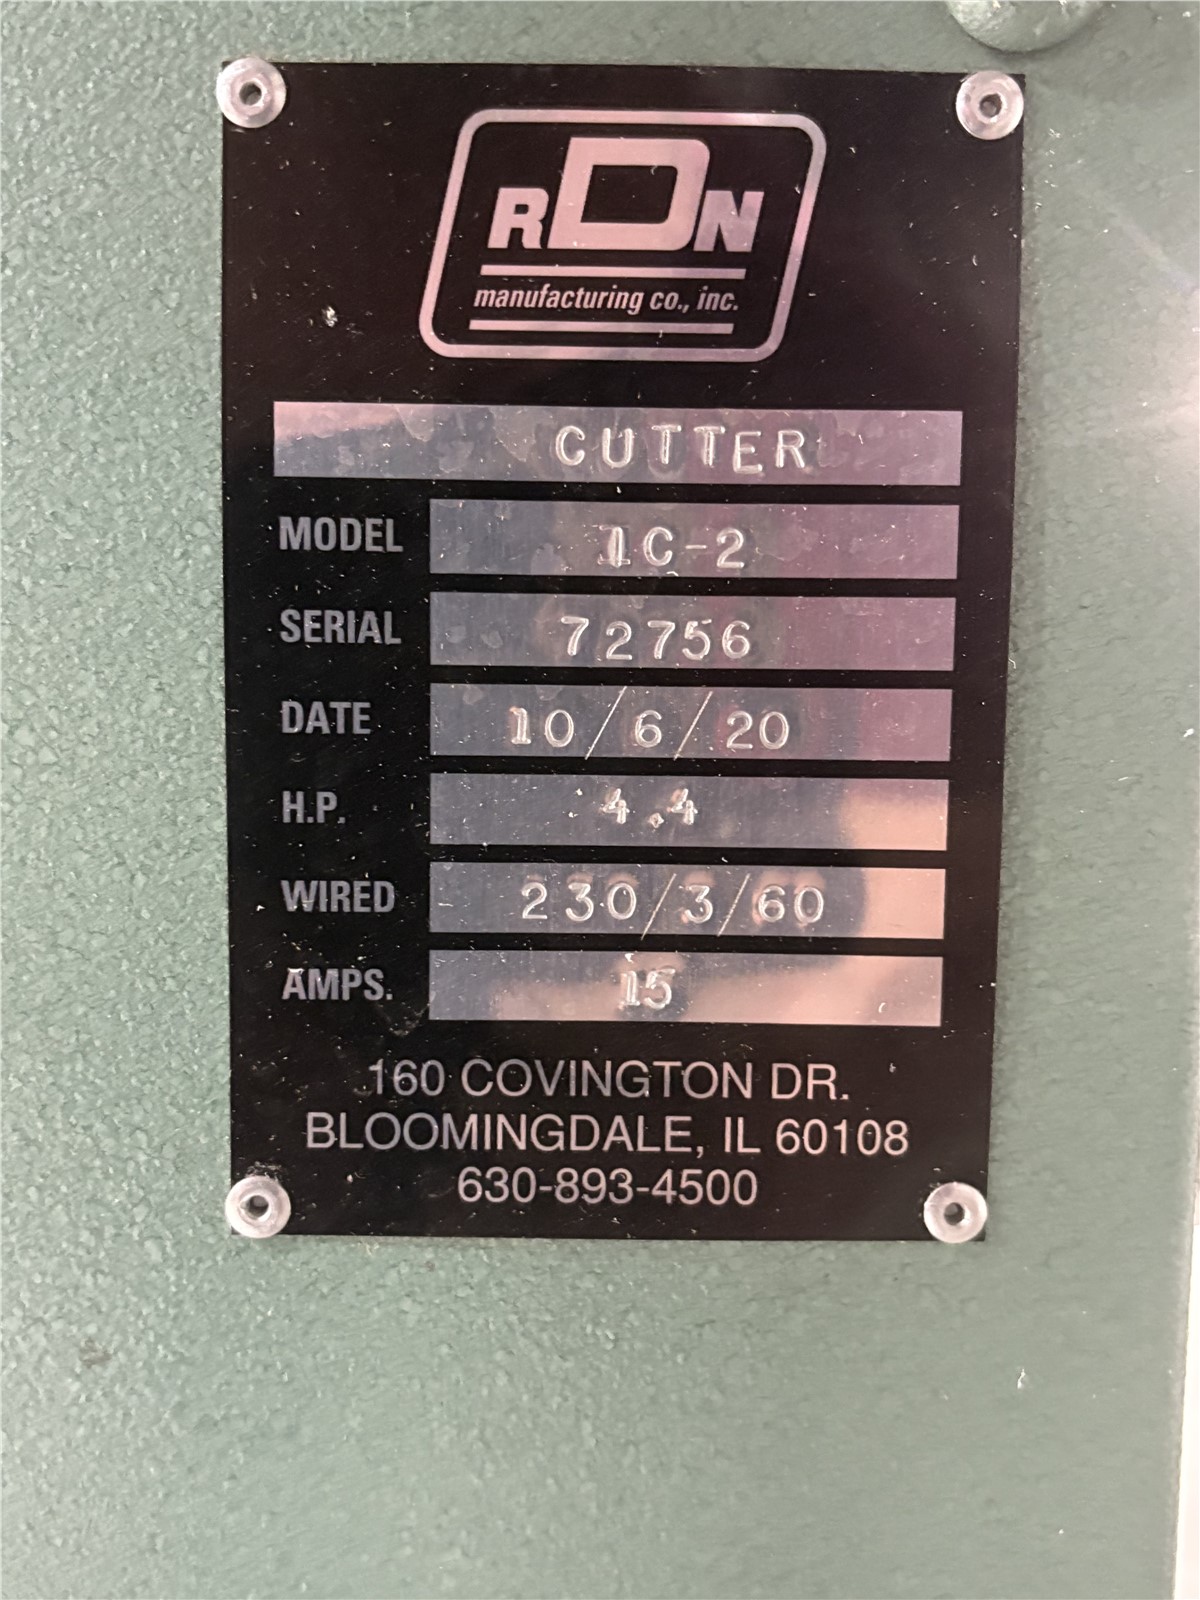 RDN
manufacturing co., inc.
CUTTER
MODEL 1C-2
SERIAL 72756
DATE 10/6/20
H.P. 4.4
WIRED 230/3/60
AMPS. 15
160 COVINGTON DR.
BLOOMINGDALE, IL 60108
630-893-4500